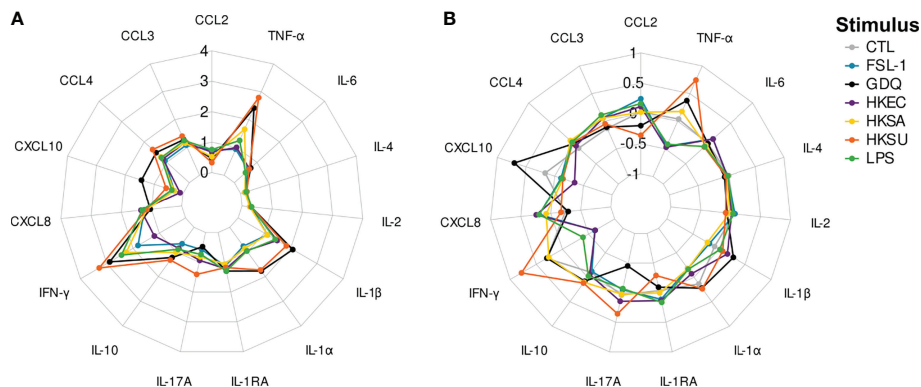 A
CCL2
TNF-α
IL-6
IL-4
IL-2
IL-1β
IL-1α
IL-1RA
IL-17A
IL-10
IFN-γ
CXCL8
CXCL10
CCL4
CCL3
4
3
2
1
0
B
CCL2
TNF-α
IL-6
IL-4
IL-2
IL-1β
IL-1α
IL-1RA
IL-17A
IL-10
IFN-γ
CXCL8
CXCL10
CCL4
CCL3
1
0.5
0
-0.5
-1
Stimulus
CTL
FSL-1
GDQ
HKEC
HKSA
HKSU
LPS